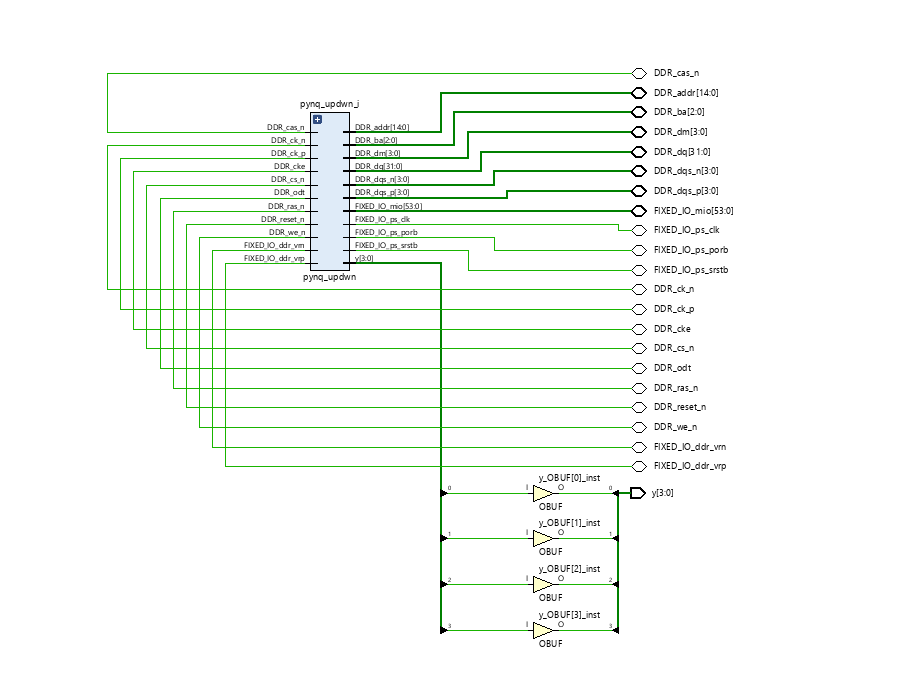 DDR_cas_n
DDR_addr[14:0]
DDR_ba[2:0]
DDR_dm[3:0]
DDR_dq[31:0]
DDR_dqs_n[3:0]
DDR_dqs_p[3:0]
FIXED_IO_mio[53:0]
FIXED_IO_ps_clk
FIXED_IO_ps_porb
FIXED_IO_ps_srstb
DDR_ck_n
DDR_ck_p
DDR_cke
DDR_cs_n
DDR_odt
DDR_ras_n
DDR_reset_n
DDR_we_n
FIXED_IO_ddr_vrn
FIXED_IO_ddr_vrp
y[3:0]
pynq_updwn_i
DDR_cas_n
DDR_ck_n
DDR_ck_p
DDR_cke
DDR_cs_n
DDR_odt
DDR_ras_n
DDR_reset_n
DDR_we_n
FIXED_IO_ddr_vrn
FIXED_IO_ddr_vrp
DDR_addr[14:0]
DDR_ba[2:0]
DDR_dm[3:0]
DDR_dq[31:0]
DDR_dqs_n[3:0]
DDR_dqs_p[3:0]
FIXED_IO_mio[53:0]
FIXED_IO_ps_clk
FIXED_IO_ps_porb
FIXED_IO_ps_srstb
y[3:0]
pynq_updwn
y_OBUF[0]_inst
0 I O 0
OBUF
y_OBUF[1]_inst
1 I O 1
OBUF
y_OBUF[2]_inst
2 I O 2
OBUF
y_OBUF[3]_inst
3 I O 3
OBUF